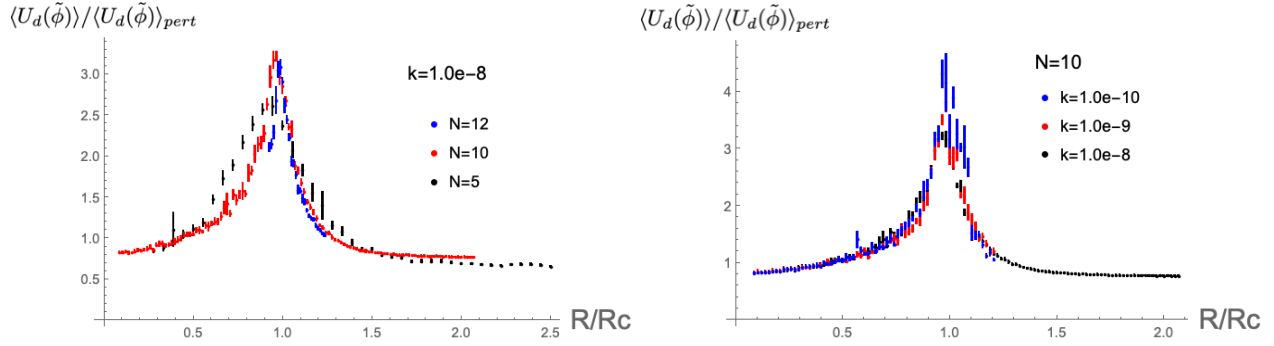 ⟨U_d(ϕ̃)⟩/⟨U_d(ϕ̃)⟩_pert
k=1.0e-8
N=12
N=10
N=5
3.0
2.5
2.0
1.5
1.0
0.5
0.5 1.0 1.5 2.0 2.5
R/Rc
⟨U_d(ϕ̃)⟩/⟨U_d(ϕ̃)⟩_pert
N=10
k=1.0e-10
k=1.0e-9
k=1.0e-8
4
3
2
1
0.5 1.0 1.5 2.0
R/Rc